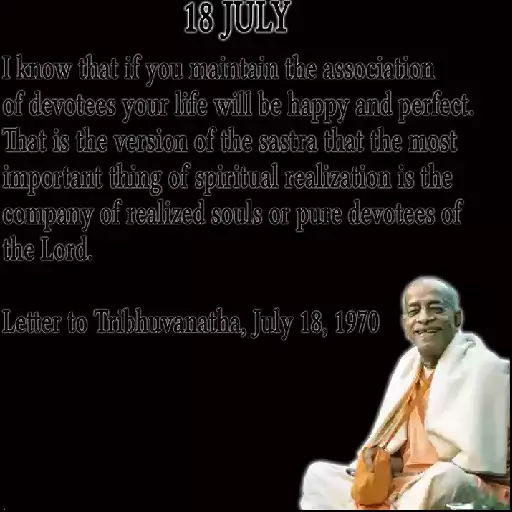 18 JULY
I know that if you maintain the association
of devotees your life will be happy and perfect.
That is the version of the sastra that the most
important thing of spiritual realization is the
company of realized souls or pure devotees of
the Lord.
Letter to Tribhuvanatha, July 18, 1970